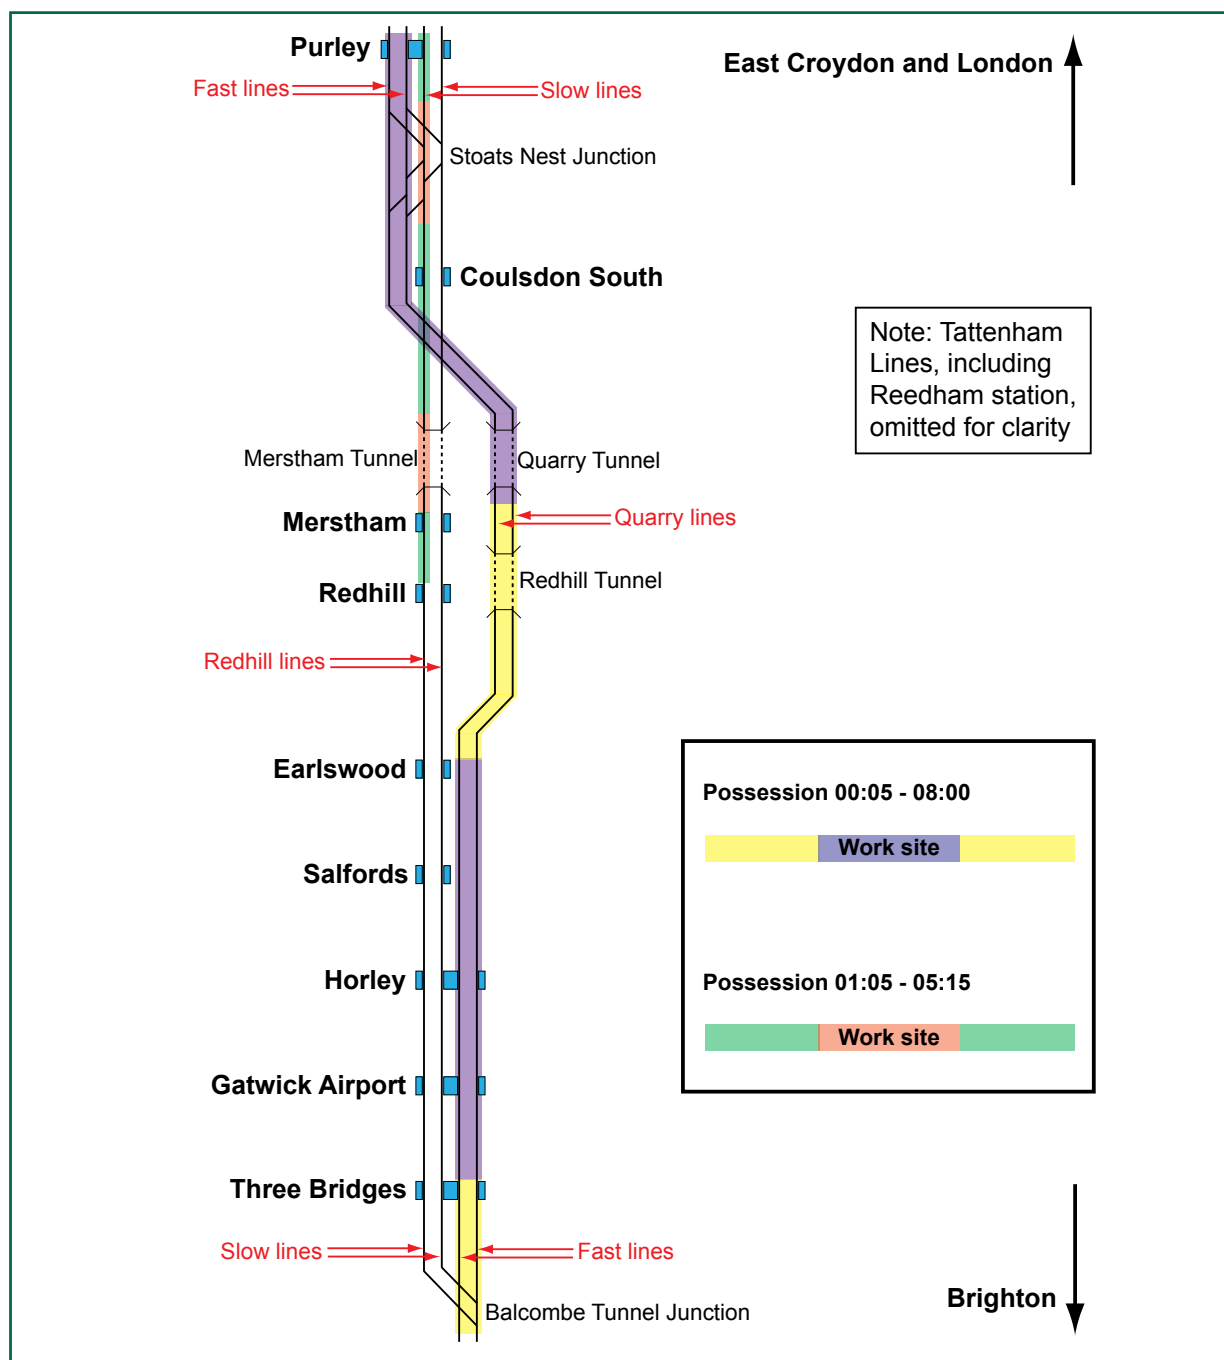 Purley
East Croydon and London
Fast lines
Slow lines
Stoats Nest Junction
Coulsdon South
Note: Tattenham
Lines, including
Reedham station,
omitted for clarity
Merstham Tunnel
Quarry Tunnel
Merstham
Quarry lines
Redhill
Redhill Tunnel
Redhill lines
Earlswood
Possession 00:05 - 08:00
Work site
Salfords
Horley
Possession 01:05 - 05:15
Work site
Gatwick Airport
Three Bridges
Slow lines
Fast lines
Brighton
Balcombe Tunnel Junction